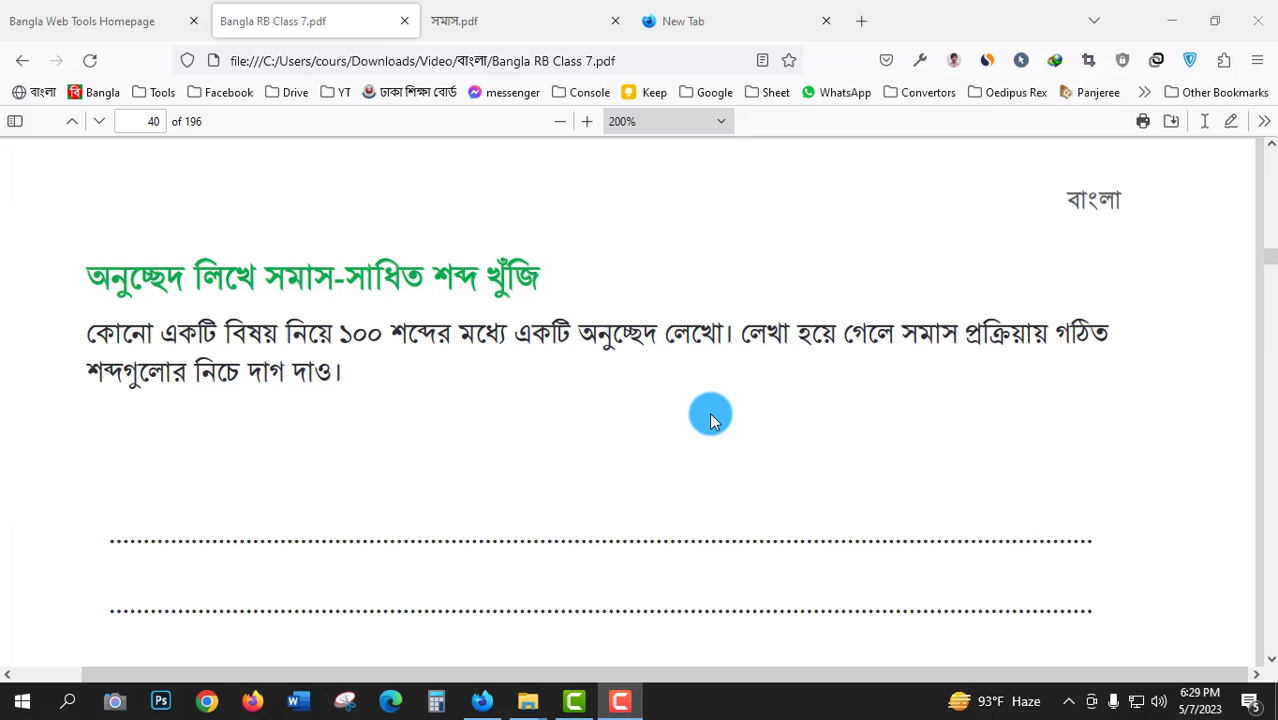 Bangla Web Tools Homepage
Bangla RB Class 7.pdf
সমাস.pdf
New Tab
file:///C:/Users/cours/Downloads/Video/বাংলা/Bangla RB Class 7.pdf
বাংলা Bangla Tools Facebook Drive YT ঢাকা শিক্ষা বোর্ড messenger Console Keep Google Sheet WhatsApp Convertors Oedipus Rex Panjeree Other Bookmarks
40 of 196 200%
বাংলা
অনুচ্ছেদ লিখে সমাস-সাধিত শব্দ খুঁজি
কোনো একটি বিষয় নিয়ে ১০০ শব্দের মধ্যে একটি অনুচ্ছেদ লেখো। লেখা হয়ে গেলে সমাস প্রক্রিয়ায় গঠিত
শব্দগুলোর নিচে দাগ দাও।
93°F Haze
6:29 PM
5/7/2023
5